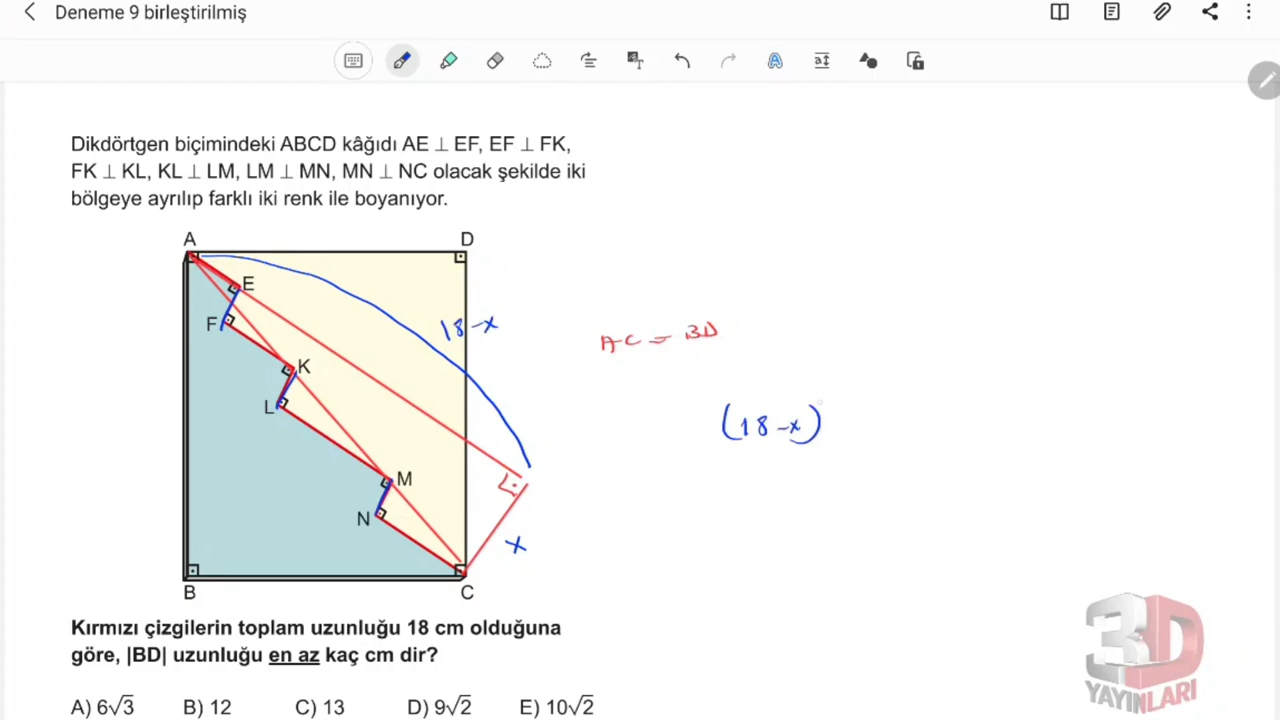 Deneme 9 birleştirilmiş
Dikdörtgen biçimindeki ABCD kâğıdı AE ⊥ EF, EF ⊥ FK,
FK ⊥ KL, KL ⊥ LM, LM ⊥ MN, MN ⊥ NC olacak şekilde iki
bölgeye ayrılıp farklı iki renk ile boyanıyor.
A
D
E
F
18-x
AC = BD
K
L
(18-x)
M
N
x
B
C
Kırmızı çizgilerin toplam uzunluğu 18 cm olduğuna
göre, |BD| uzunluğu en az kaç cm dir?
A) 6√3 B) 12 C) 13 D) 9√2 E) 10√2
3D
YAYINLARI